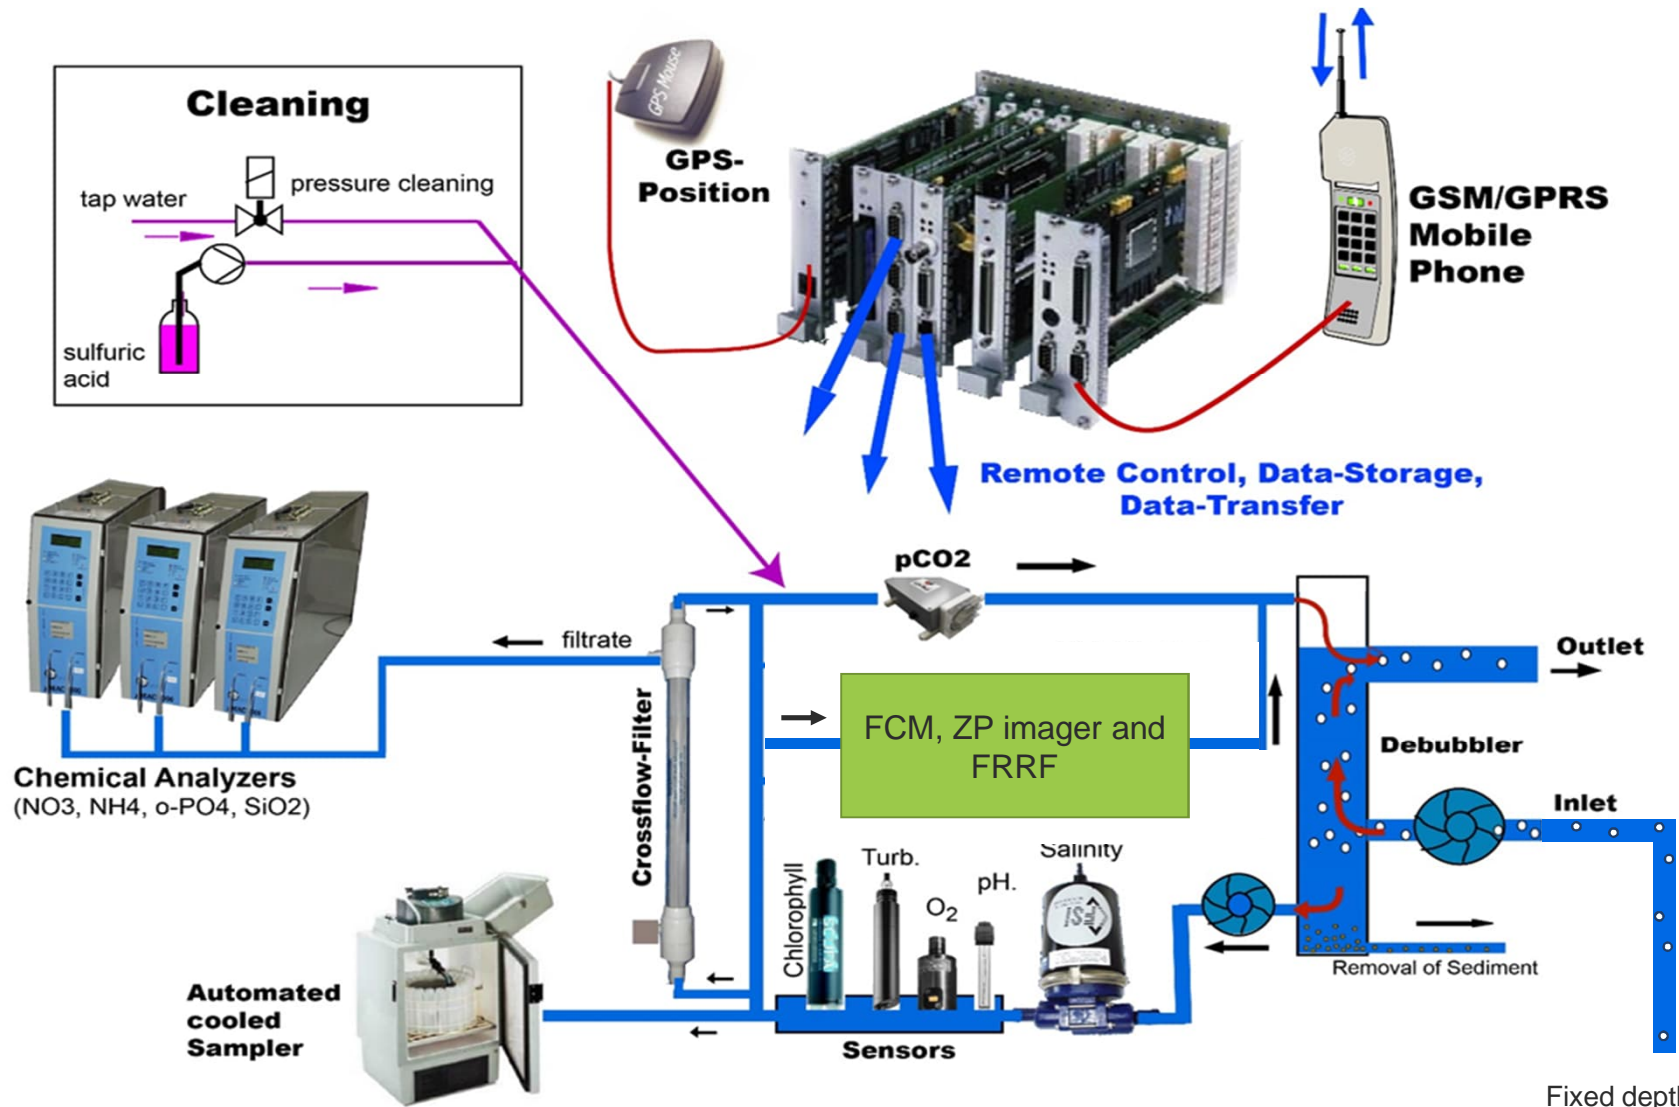 Cleaning
tap water
pressure cleaning
sulfuric
acid
GPS Mouse
GPS-
Position
GSM/GPRS
Mobile
Phone
Remote Control, Data-Storage,
Data-Transfer
pCO2
filtrate
Crossflow-Filter
Chemical Analyzers
(NO3, NH4, o-PO4, SiO2)
FCM, ZP imager and
FRRF
Outlet
Debubbler
Inlet
Chlorophyll
Turb.
O2
pH.
Salinity
Removal of Sediment
Automated
cooled
Sampler
Sensors